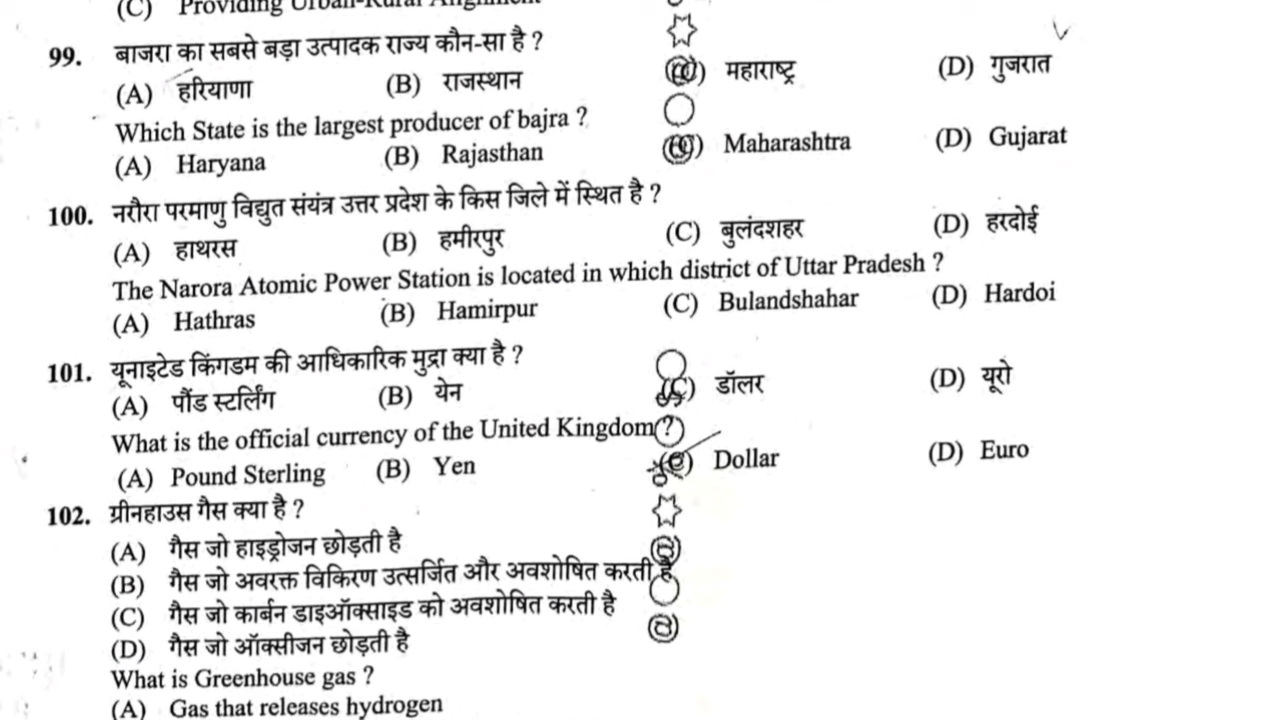 (C) Providing Urban-Rural Alignment
99. बाजरा का सबसे बड़ा उत्पादक राज्य कौन-सा है ?
(A) हरियाणा (B) राजस्थान (C) महाराष्ट्र (D) गुजरात
Which State is the largest producer of bajra ?
(A) Haryana (B) Rajasthan (C) Maharashtra (D) Gujarat
100. नरौरा परमाणु विद्युत संयंत्र उत्तर प्रदेश के किस जिले में स्थित है ?
(A) हाथरस (B) हमीरपुर (C) बुलंदशहर (D) हरदोई
The Narora Atomic Power Station is located in which district of Uttar Pradesh ?
(A) Hathras (B) Hamirpur (C) Bulandshahar (D) Hardoi
101. यूनाइटेड किंगडम की आधिकारिक मुद्रा क्या है ?
(A) पौंड स्टर्लिंग (B) येन (C) डॉलर (D) यूरो
What is the official currency of the United Kingdom ?
(A) Pound Sterling (B) Yen (C) Dollar (D) Euro
102. ग्रीनहाउस गैस क्या है ?
(A) गैस जो हाइड्रोजन छोड़ती है
(B) गैस जो अवरक्त विकिरण उत्सर्जित और अवशोषित करती है
(C) गैस जो कार्बन डाइऑक्साइड को अवशोषित करती है
(D) गैस जो ऑक्सीजन छोड़ती है
What is Greenhouse gas ?
(A) Gas that releases hydrogen